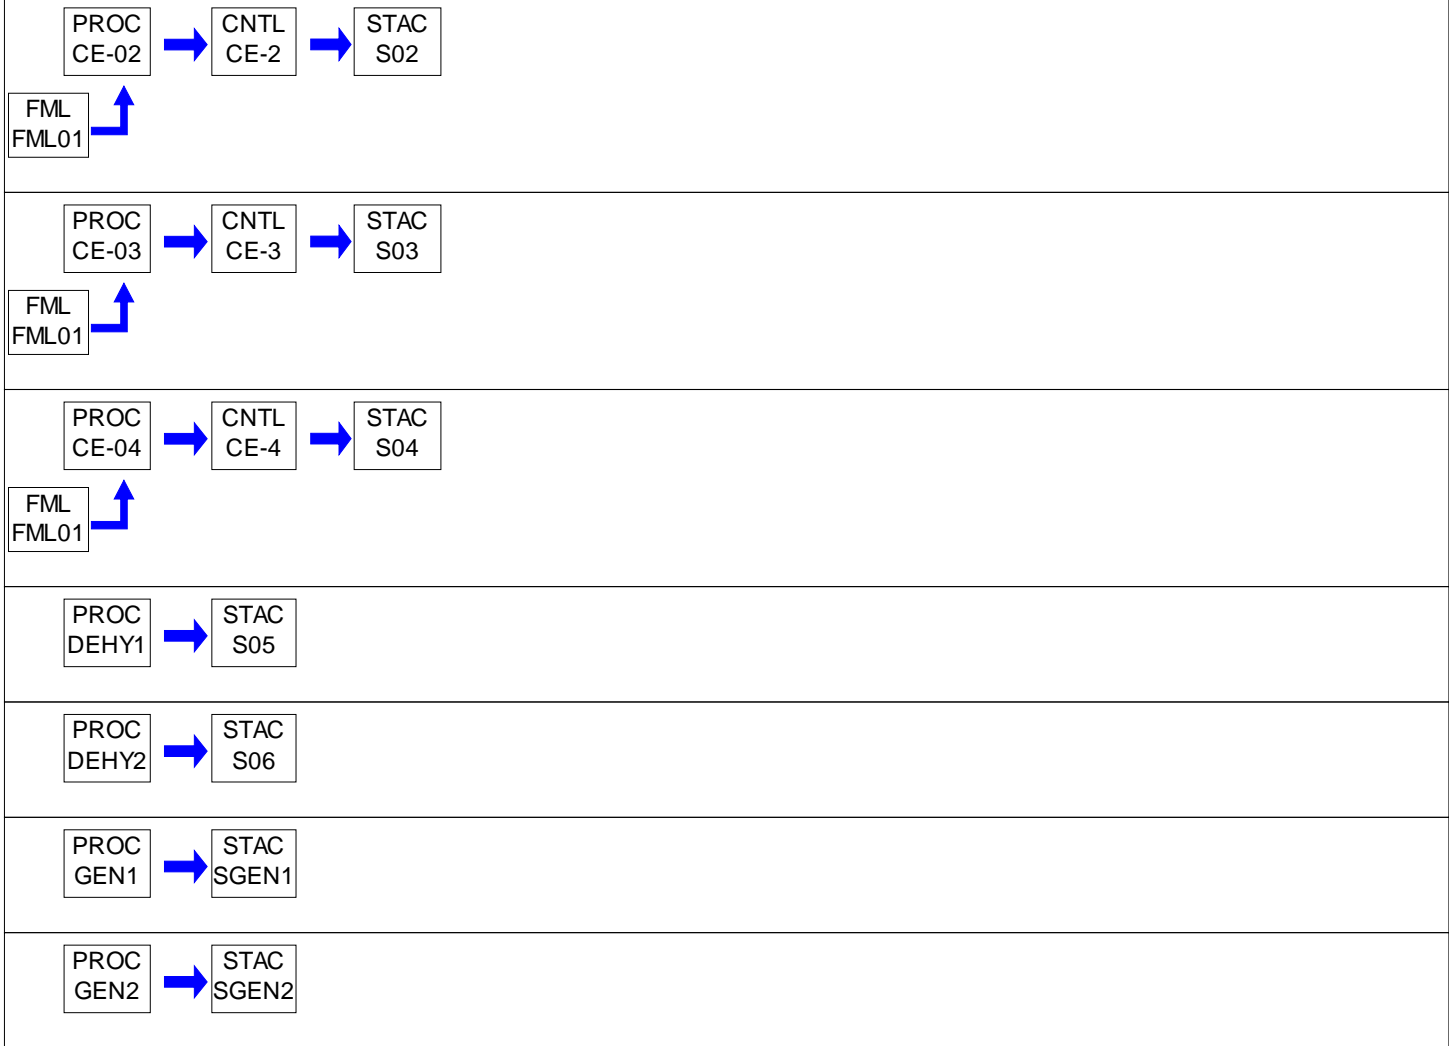 PROC
CE-02
CNTL
CE-2
STAC
S02
FML
FML01
PROC
CE-03
CNTL
CE-3
STAC
S03
FML
FML01
PROC
CE-04
CNTL
CE-4
STAC
S04
FML
FML01
PROC
DEHY1
STAC
S05
PROC
DEHY2
STAC
S06
PROC
GEN1
STAC
SGEN1
PROC
GEN2
STAC
SGEN2